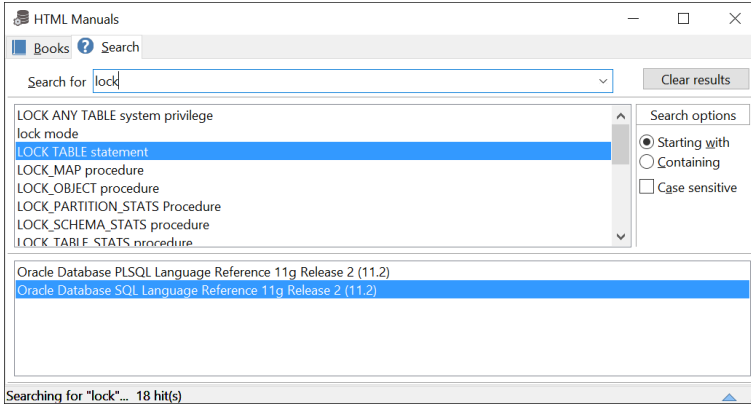 HTML Manuals
Books Search
Search for lock Clear results
LOCK ANY TABLE system privilege
lock mode
LOCK TABLE statement
LOCK_MAP procedure
LOCK_OBJECT procedure
LOCK_PARTITION_STATS Procedure
LOCK_SCHEMA_STATS procedure
LOCK_TABLE_STATS procedure
Search options
Starting with
Containing
Case sensitive
Oracle Database PLSQL Language Reference 11g Release 2 (11.2)
Oracle Database SQL Language Reference 11g Release 2 (11.2)
Searching for "lock"... 18 hit(s)